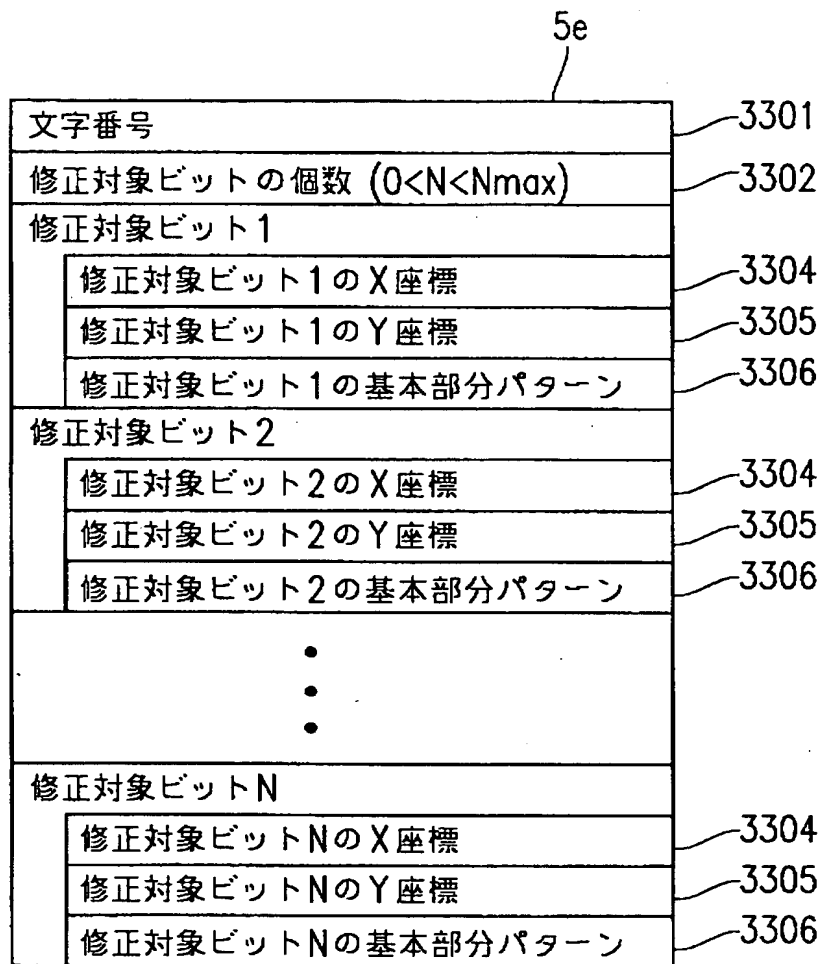 5e
文字番号 3301
修正対象ビットの個数 (0<N<Nmax) 3302
修正対象ビット1
修正対象ビット1のX座標 3304
修正対象ビット1のY座標 3305
修正対象ビット1の基本部分パターン 3306
修正対象ビット2
修正対象ビット2のX座標 3304
修正対象ビット2のY座標 3305
修正対象ビット2の基本部分パターン 3306
修正対象ビットN
修正対象ビットNのX座標 3304
修正対象ビットNのY座標 3305
修正対象ビットNの基本部分パターン 3306